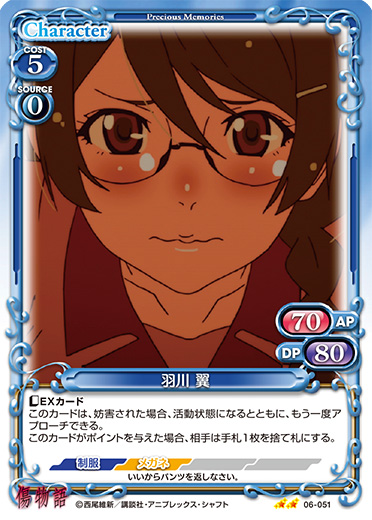 Precious Memories
Character
COST
5
SOURCE
0
70 AP
DP 80
羽川 翼
EXカード
このカードは、妨害された場合、活動状態になるとともに、もう一度ア
プローチできる。
このカードがポイントを与えた場合、相手は手札1枚を捨て札にする。
制服 メガネ
いいからパンツを返しなさい。
傷物語
©西尾維新/講談社・アニプレックス・シャフト
06-051